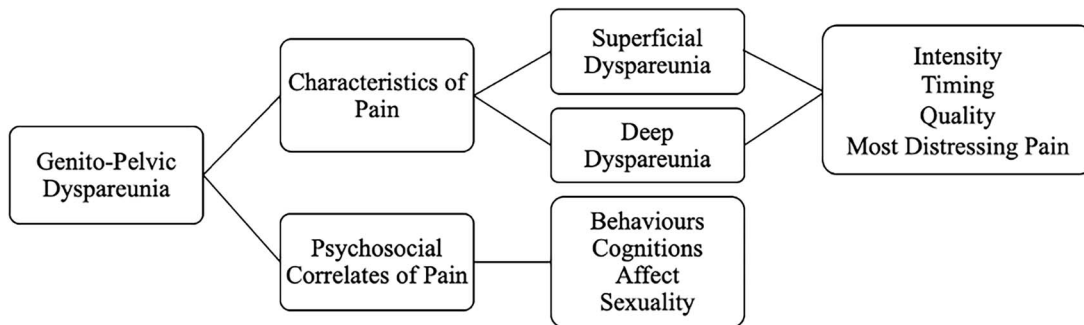 Genito-Pelvic
Dyspareunia
Characteristics of
Pain
Superficial
Dyspareunia
Deep
Dyspareunia
Intensity
Timing
Quality
Most Distressing Pain
Psychosocial
Correlates of Pain
Behaviours
Cognitions
Affect
Sexuality